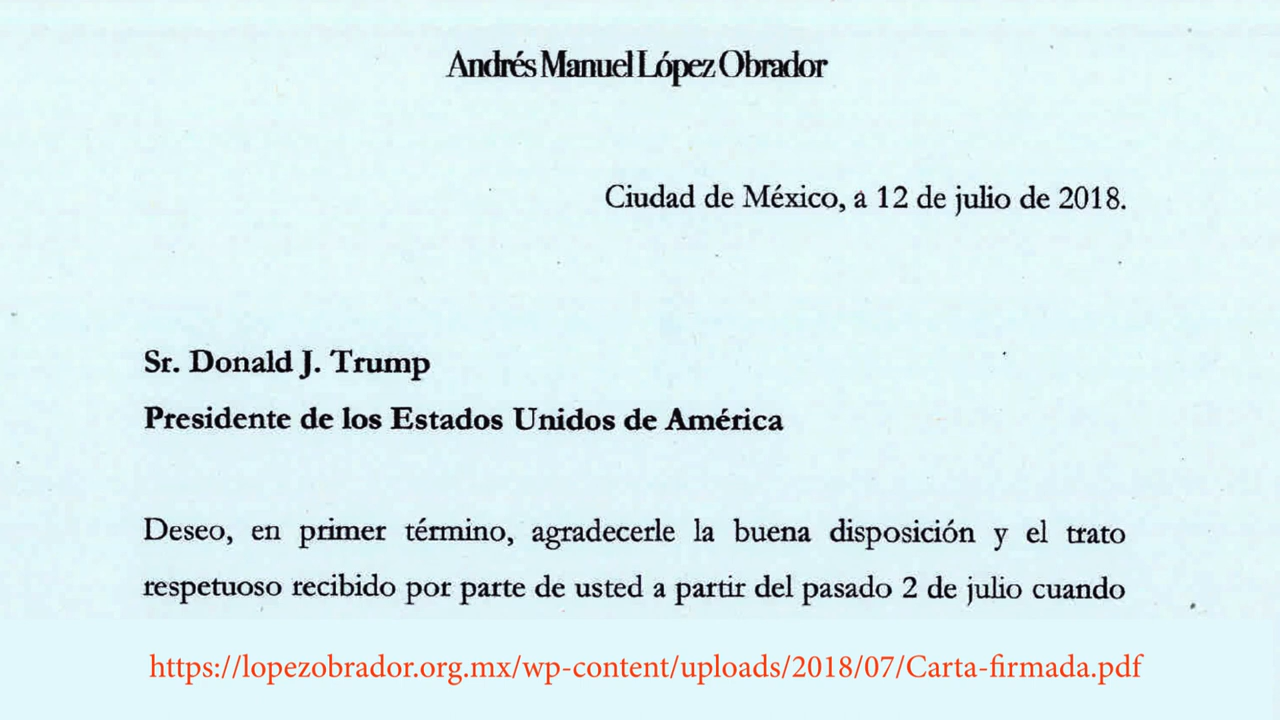 Andrés Manuel López Obrador
Ciudad de México, a 12 de julio de 2018.
Sr. Donald J. Trump
Presidente de los Estados Unidos de América
Deseo, en primer término, agradecerle la buena disposición y el trato
respetuoso recibido por parte de usted a partir del pasado 2 de julio cuando
https://lopezobrador.org.mx/wp-content/uploads/2018/07/Carta-firmada.pdf